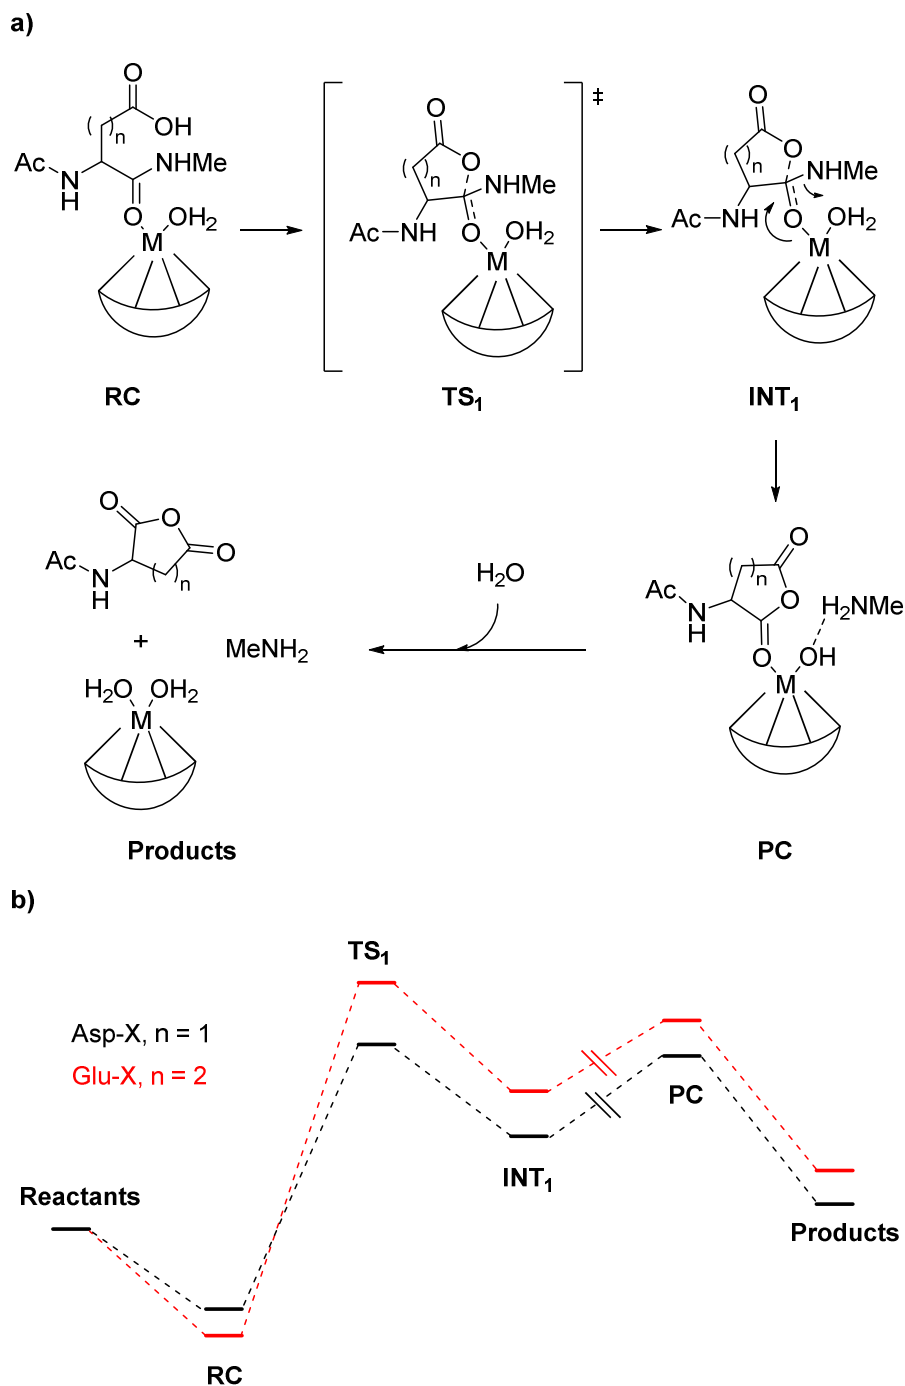 a)
O
OH
( )n
Ac N H
NHMe
O OH2
M
RC
O
O
( )n
NHMe
Ac NH
O OH2
M
‡
TS1
O
O
( )n
NHMe
Ac NH
O OH2
M
INT1
O O O
Ac N H
( )n
+
H2O OH2
M
Products
MeNH2
H2O
O
( )n
O
Ac N H
H2NMe
O OH
M
PC
b)
TS1
Asp-X, n = 1
Glu-X, n = 2
PC
INT1
Reactants
Products
RC